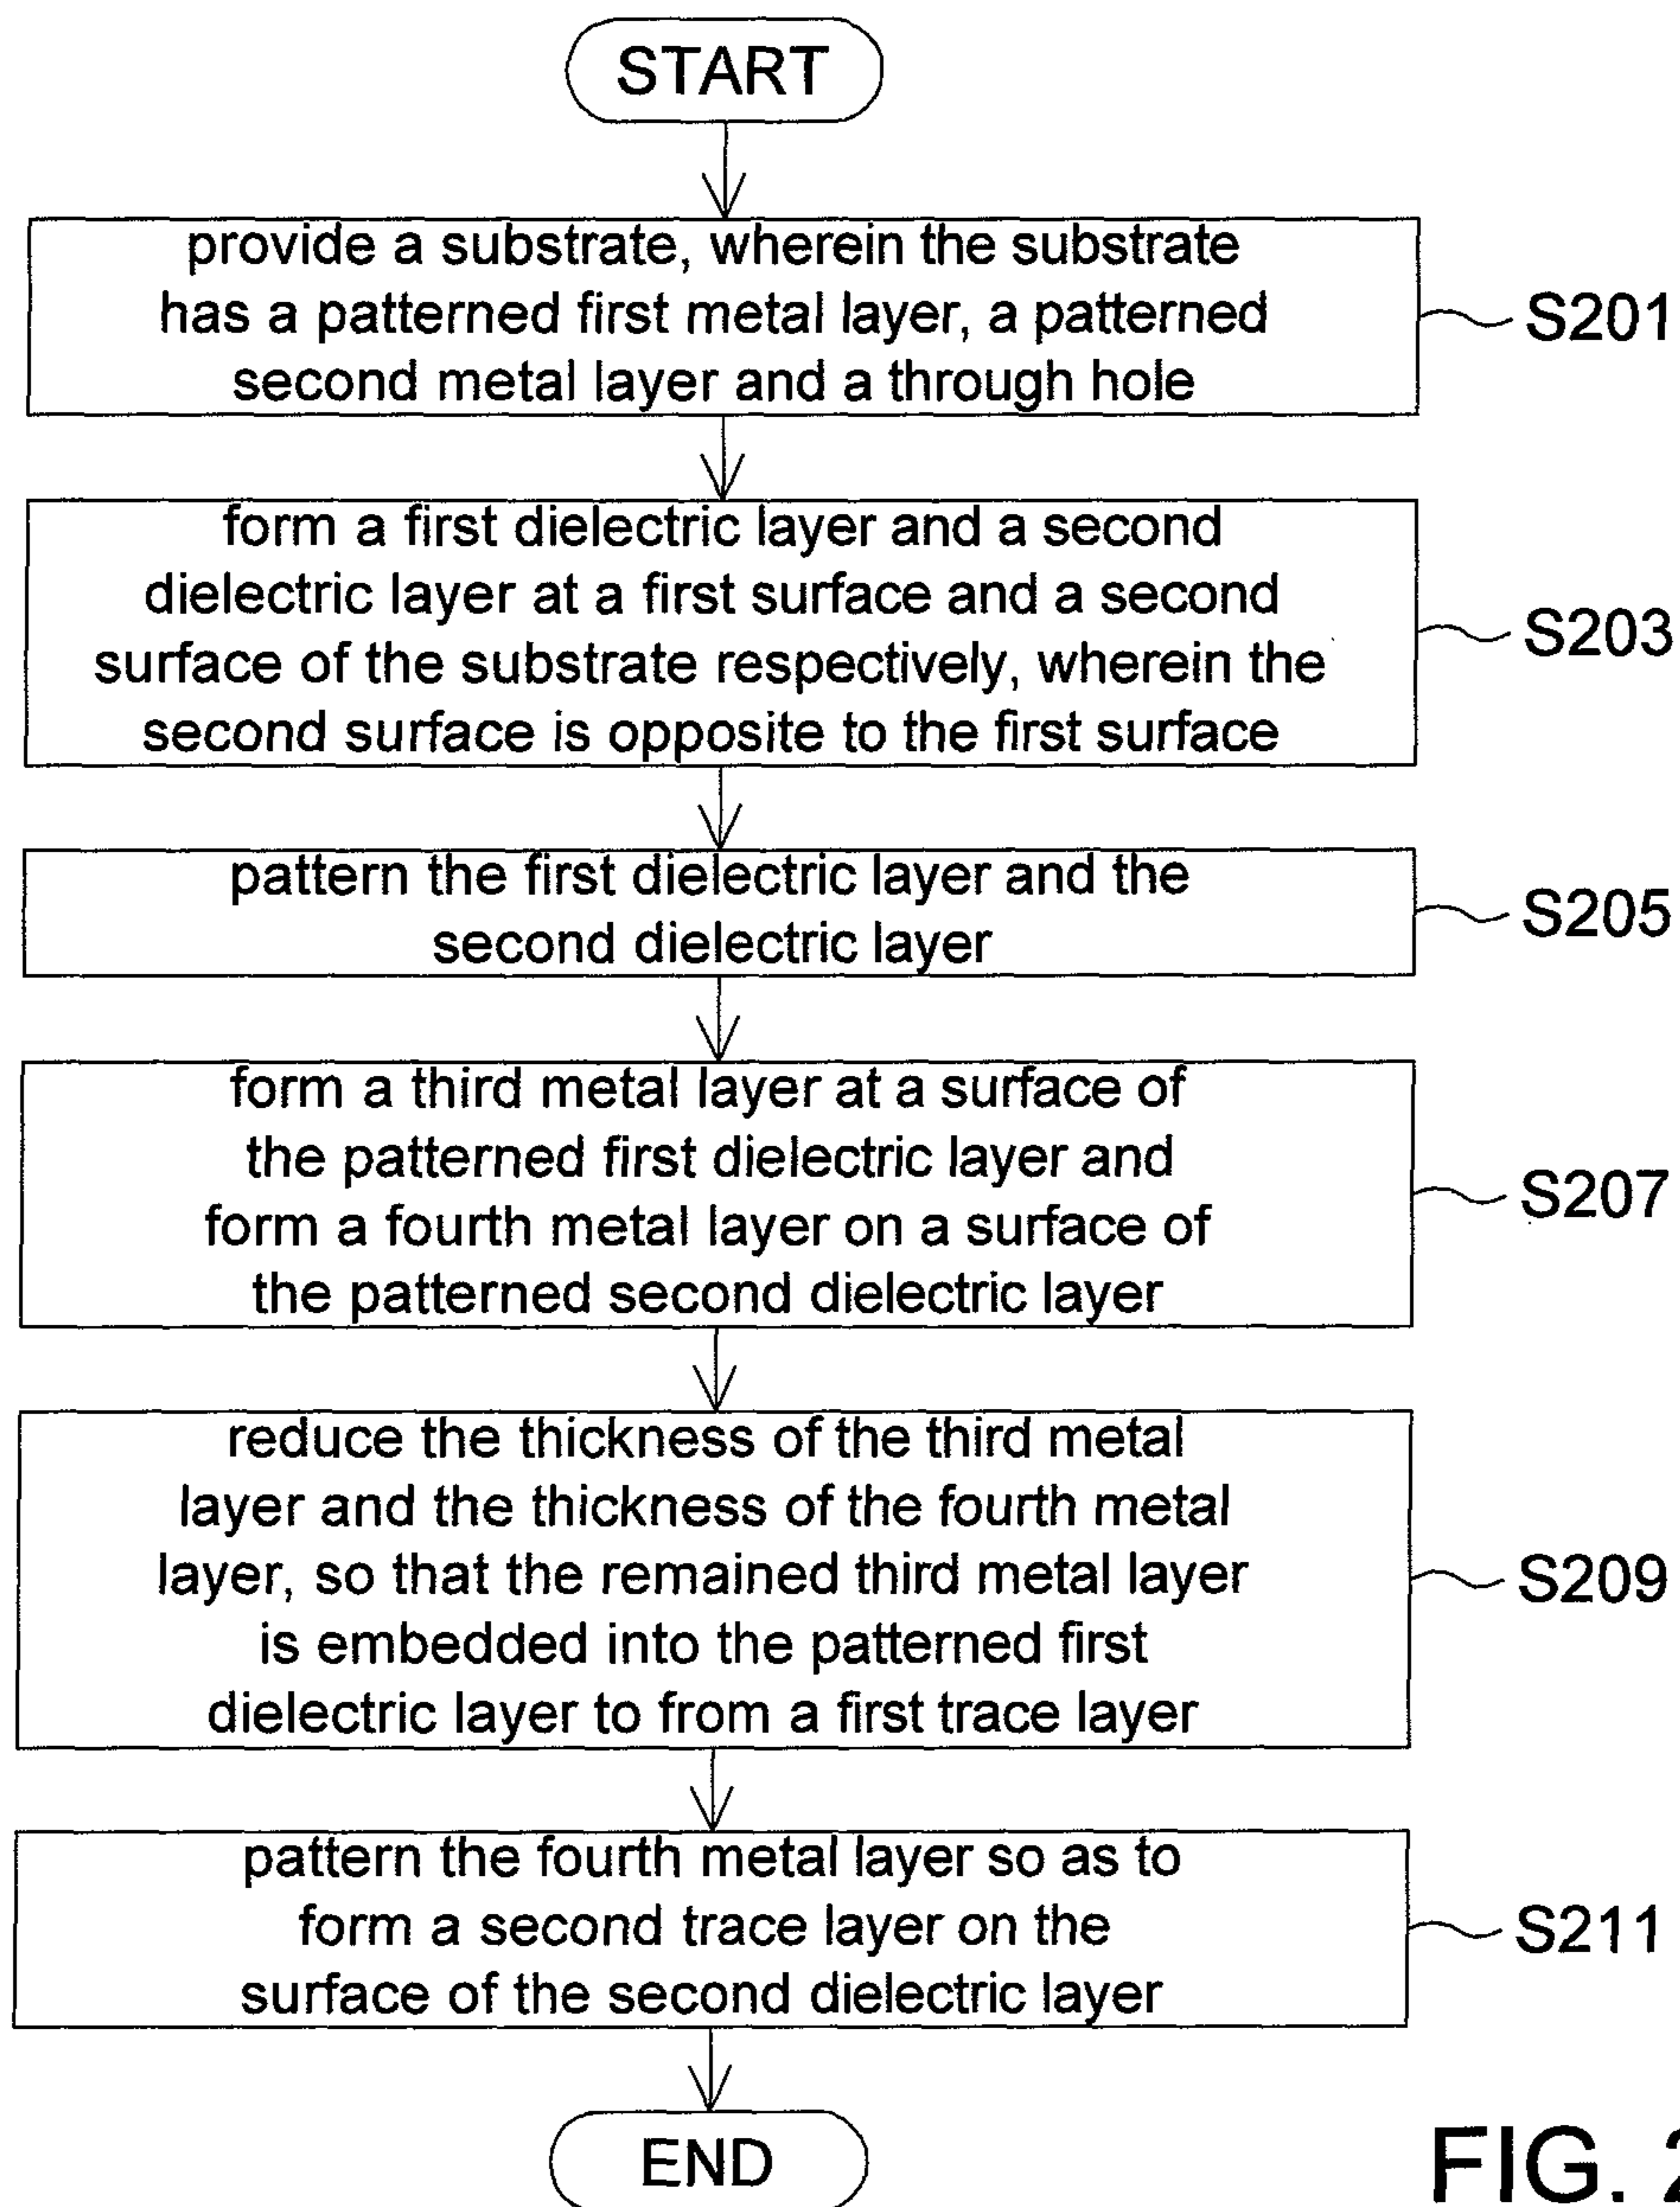 START
provide a substrate, wherein the substrate
has a patterned first metal layer, a patterned
second metal layer and a through hole
S201
form a first dielectric layer and a second
dielectric layer at a first surface and a second
surface of the substrate respectively, wherein the
second surface is opposite to the first surface
S203
pattern the first dielectric layer and the
second dielectric layer
S205
form a third metal layer at a surface of
the patterned first dielectric layer and
form a fourth metal layer on a surface of
the patterned second dielectric layer
S207
reduce the thickness of the third metal
layer and the thickness of the fourth metal
layer, so that the remained third metal layer
is embedded into the patterned first
dielectric layer to from a first trace layer
S209
pattern the fourth metal layer so as to
form a second trace layer on the
surface of the second dielectric layer
S211
END
FIG. 2